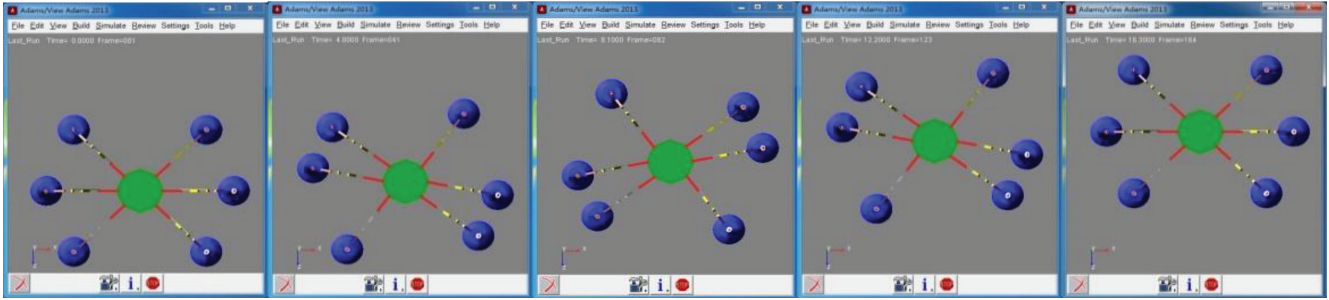 Adams/View Adams 2013
File Edit View Build Simulate Review Settings Tools Help
Last_Run Time= 0.0000 Frame=001
Adams/View Adams 2013
File Edit View Build Simulate Review Settings Tools Help
Last_Run Time= 4.0000 Frame=041
Adams/View Adams 2013
File Edit View Build Simulate Review Settings Tools Help
Last_Run Time= 8.1000 Frame=082
Adams/View Adams 2013
File Edit View Build Simulate Review Settings Tools Help
Last_Run Time= 12.2000 Frame=123
Adams/View Adams 2013
File Edit View Build Simulate Review Settings Tools Help
Last_Run Time= 16.3000 Frame=164